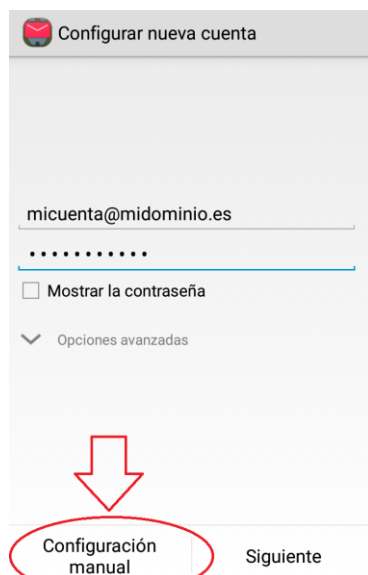 Configurar nueva cuenta
micuenta@midominio.es
•••••••••••
Mostrar la contraseña
Opciones avanzadas
Configuración
manual
Siguiente